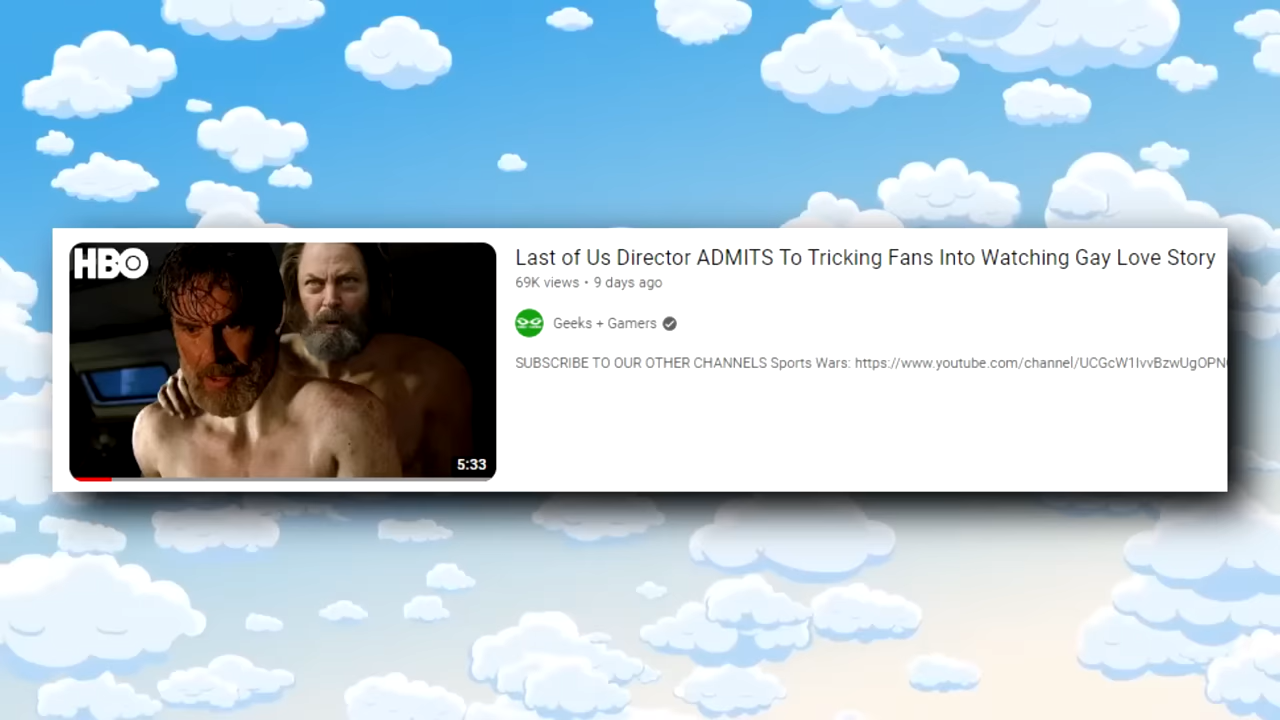 HBO
5:33
Last of Us Director ADMITS To Tricking Fans Into Watching Gay Love Story
69K views • 9 days ago
Geeks + Gamers
SUBSCRIBE TO OUR OTHER CHANNELS Sports Wars: https://www.youtube.com/channel/UCGcW1IvvBzwUgOPN